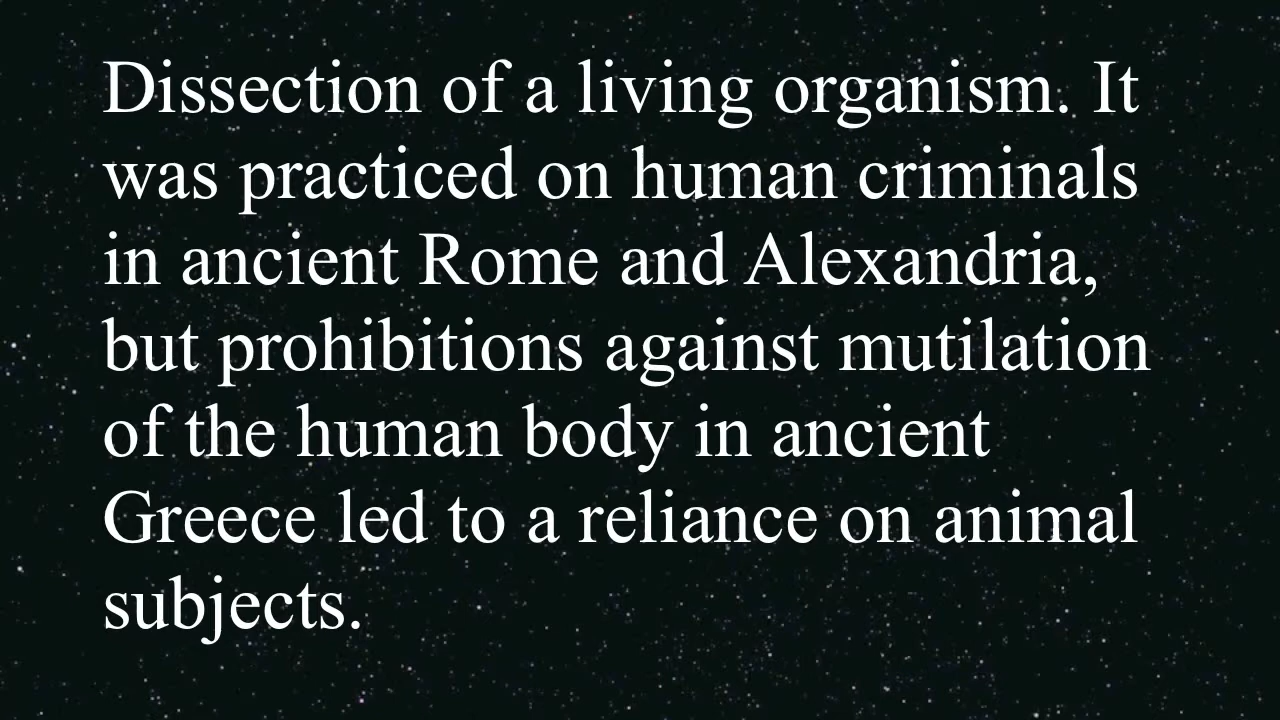 Dissection of a living organism. It
was practiced on human criminals
in ancient Rome and Alexandria,
but prohibitions against mutilation
of the human body in ancient
Greece led to a reliance on animal
subjects.